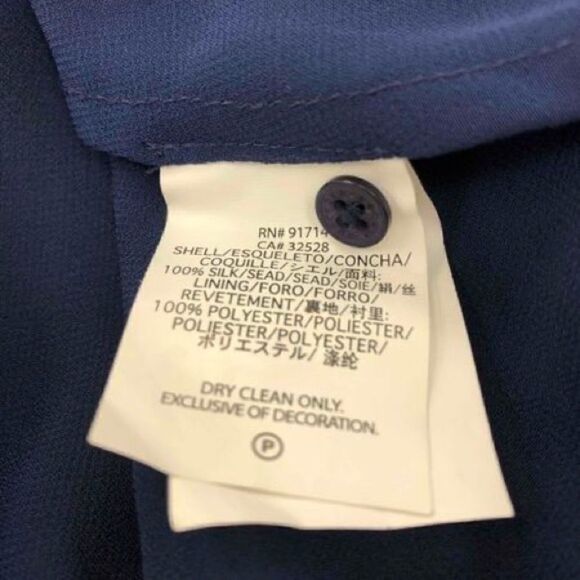 RN# 91714
CA# 32528
SHELL/ESQUELETO/CONCHA/
COQUILLE/シエル/面料:
100% SILK/SEAD/SEAD/SOIE/絹/丝
LINING/FORO/FORRO/
REVETEMENT/裏地/衬里:
100% POLYESTER/POLIESTER/
POLIESTER/POLYESTER/
ポリエステル/涤纶
DRY CLEAN ONLY.
EXCLUSIVE OF DECORATION.
P